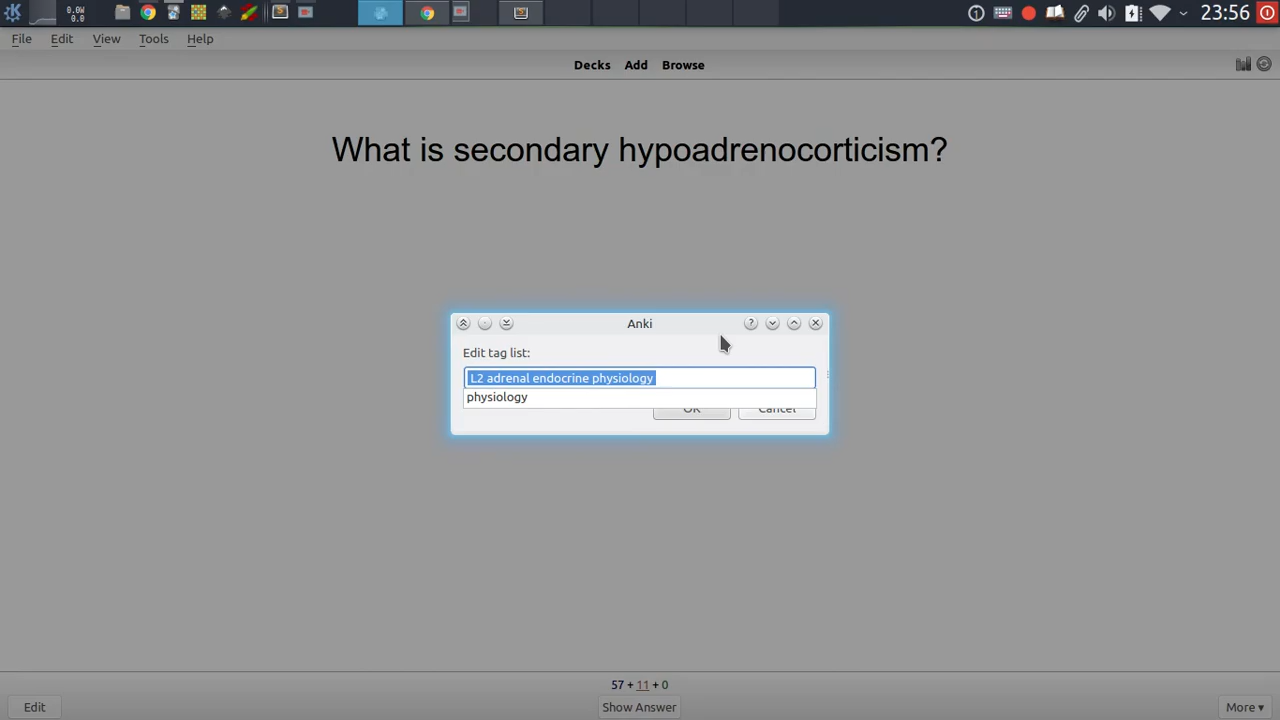 0.0W
0.0
23:56
File Edit View Tools Help
Decks Add Browse
What is secondary hypoadrenocorticism?
Anki
Edit tag list:
L2 adrenal endocrine physiology
physiology
OK Cancel
57 + 11 + 0
Edit Show Answer More ▾